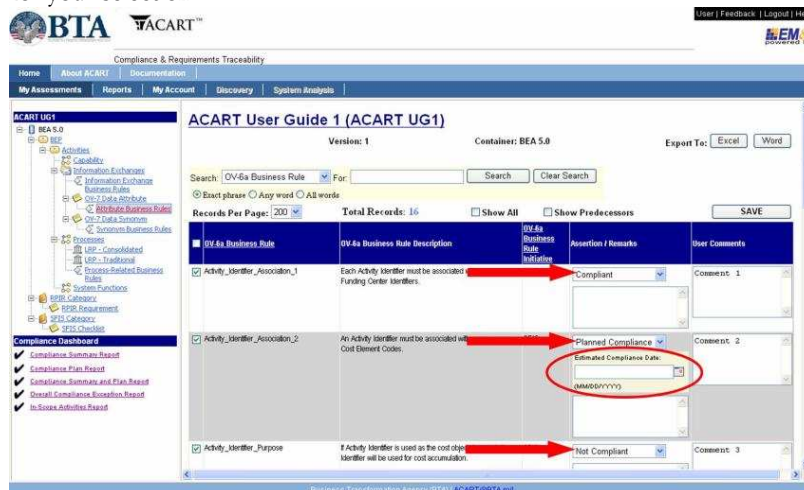 User | Feedback | Logout | He
BTA
TACART™
EM
powered
Compliance & Requirements Traceability
Home | About ACART | Documentation
My Assessments | Reports | My Account | Discovery | System Analysis
ACART UG1
BEA 5.0
BEP
Activities
Capability
Information Exchanges
Information Exchange
Business Rules
OV-7 Data Attribute
Attribute Business Rules
OV-7 Data Synonym
Synonym Business Rules
Processes
LRP - Consolidated
LRP - Traditional
Process-Related Business
Rules
System Functions
RPIR Category
RPIR Requirement
SFIS Category
SFIS Checklist
Compliance Dashboard
Compliance Summary Report
Compliance Plan Report
Compliance Summary and Plan Report
Overall Compliance Exception Report
In-Scope Activities Report
ACART User Guide 1 (ACART UG1)
Version: 1 Container: BEA 5.0 Export To: Excel Word
Search: OV-6a Business Rule For: Search Clear Search
Exact phrase Any word All words
Records Per Page: 200 Total Records: 16 Show All Show Predecessors SAVE
OV-6a Business Rule OV-6a Business Rule Description OV-6a Business Rule Initiative Assertion / Remarks User Comments
Activity_Identifier_Association_1 Each Activity Identifier must be associated *Compliant Comment 1
Funding Center Identifiers.
Activity_Identifier_Association_2 An Activity Identifier must be associated with *Planned Compliance Comment 2
Cost Element Codes.
Estimated Compliance Date:
(MM/DD/YYYY)
Activity_Identifier_Purpose If Activity Identifier is used as the cost obje *Not Compliant Comment 3
Identifier will be used for cost accumulation.
Business Transformation Agency (BTA)